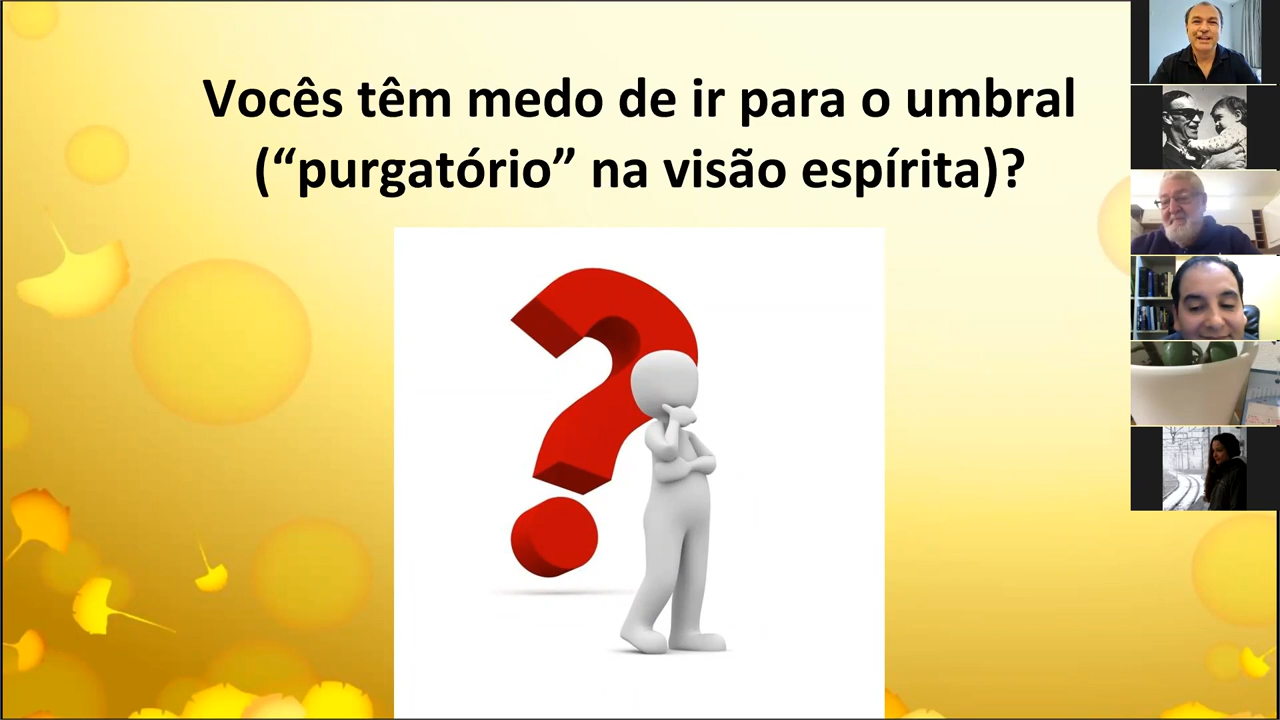 Vocês têm medo de ir para o umbral
(“purgatório” na visão espírita)?